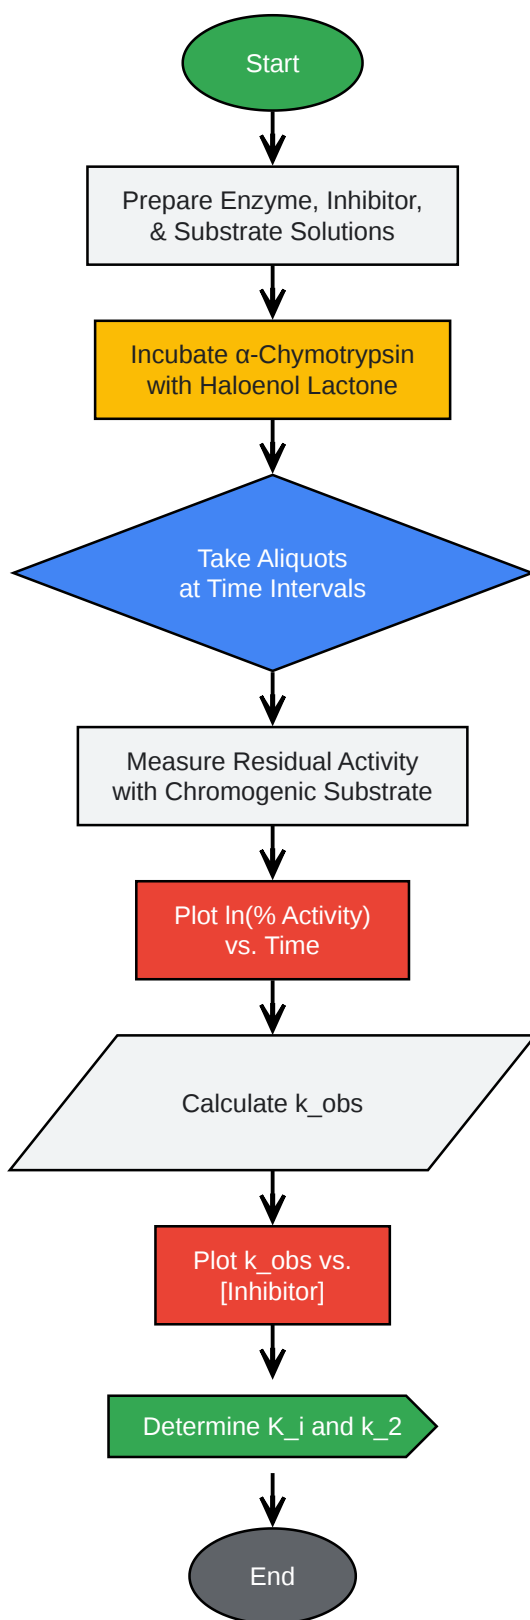 Start
Prepare Enzyme, Inhibitor,
& Substrate Solutions
Incubate α-Chymotrypsin
with Haloenol Lactone
Take Aliquots
at Time Intervals
Measure Residual Activity
with Chromogenic Substrate
Plot ln(% Activity)
vs. Time
Calculate k_obs
Plot k_obs vs.
[Inhibitor]
Determine K_i and k_2
End